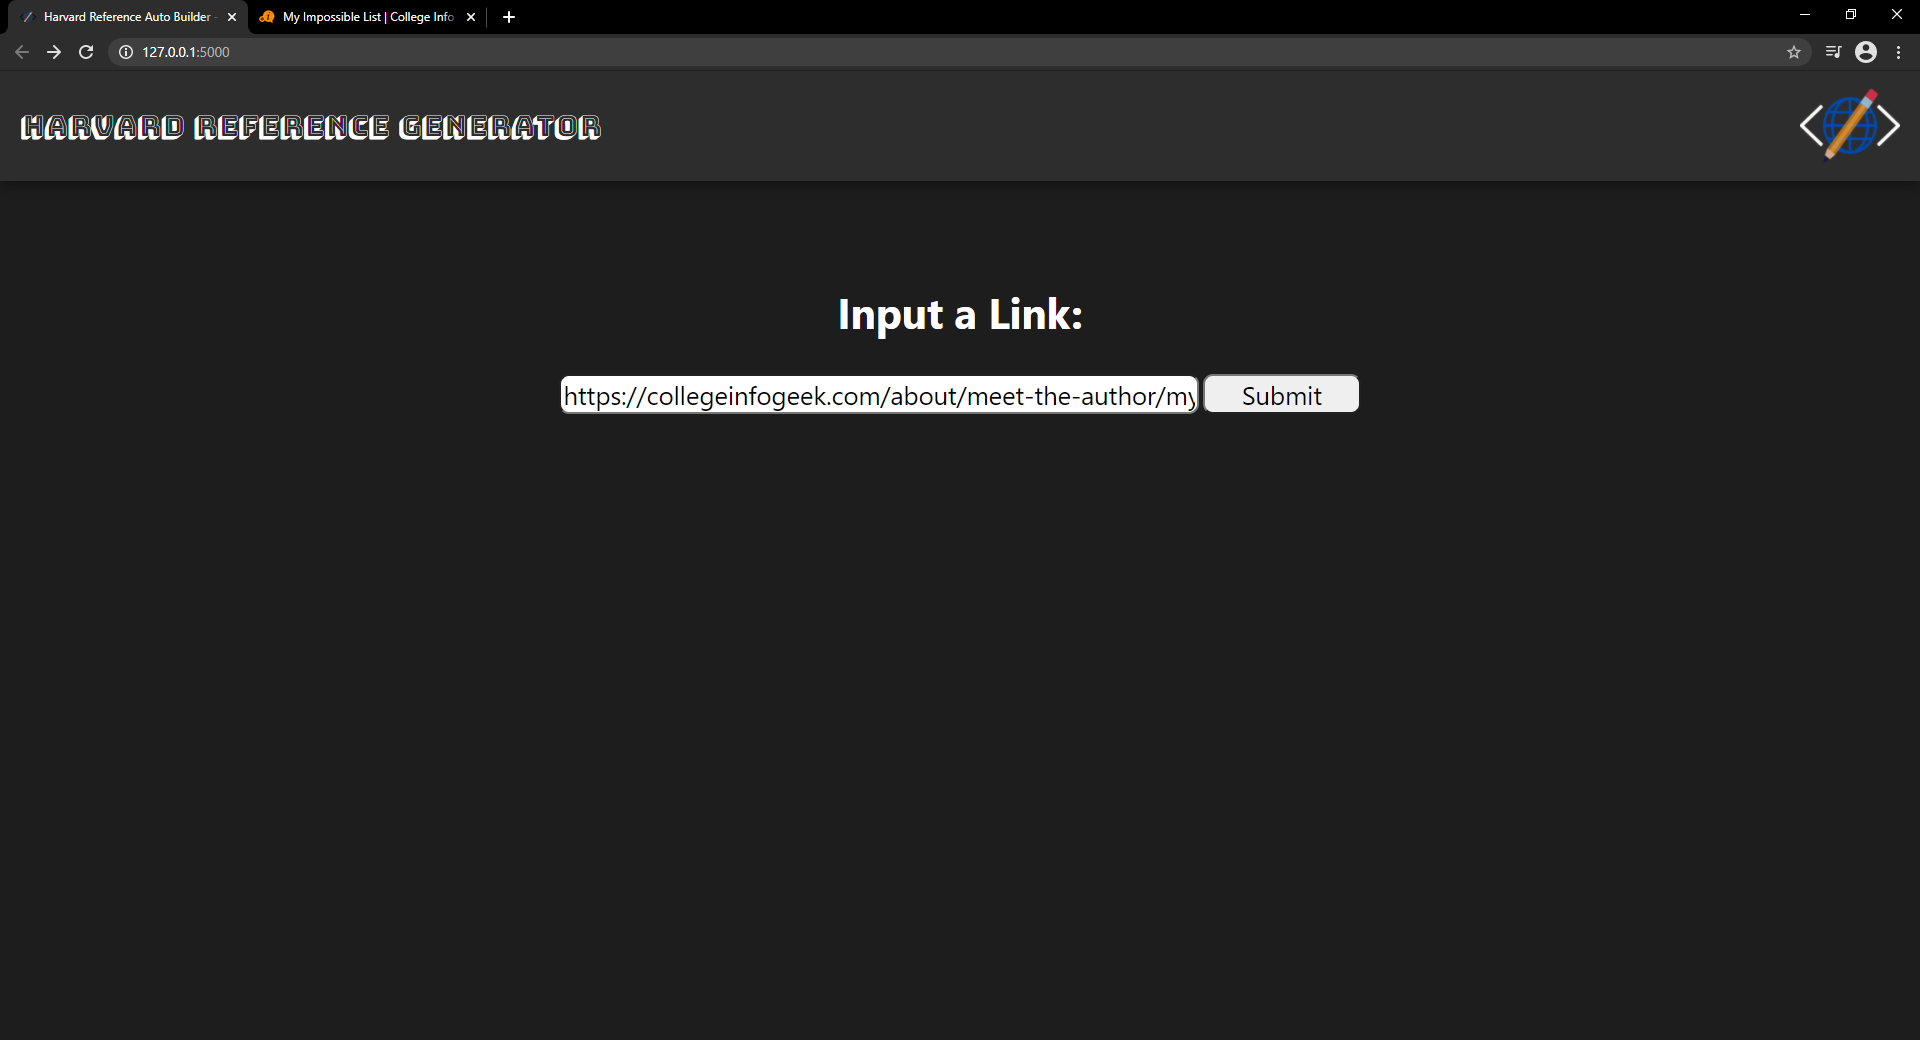 Harvard Reference Auto Builder -
My Impossible List | College Info
127.0.0.1:5000
HARVARD REFERENCE GENERATOR
Input a Link:
https://collegeinfogeek.com/about/meet-the-author/my
Submit